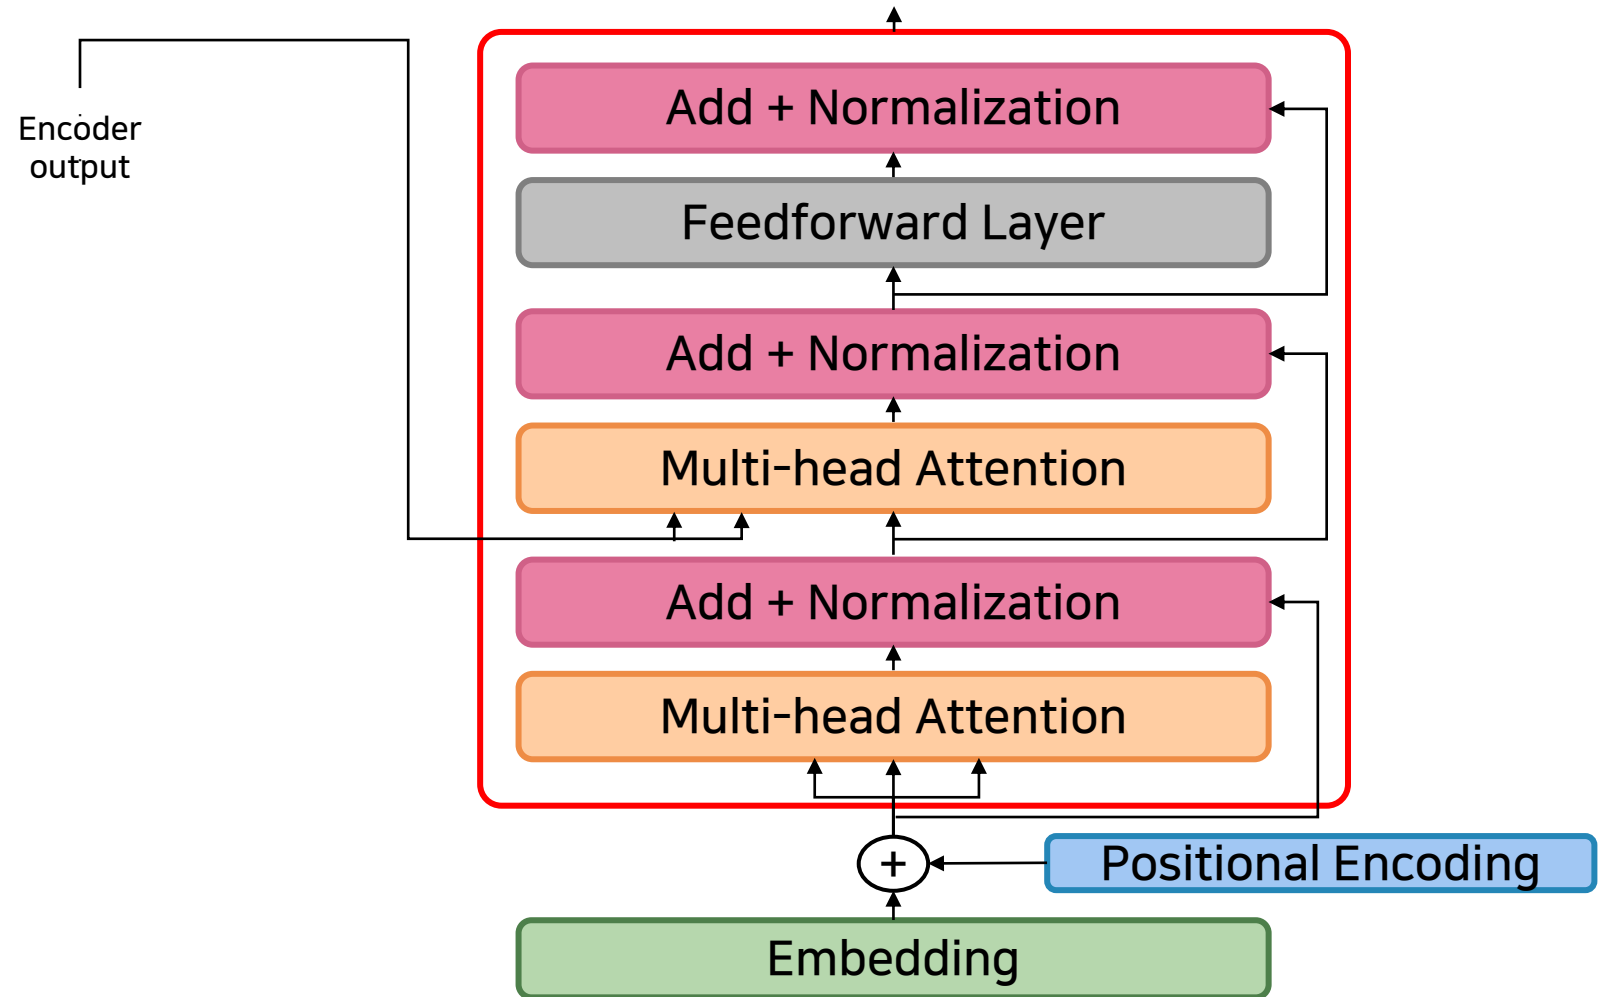 Encoder
output
Add + Normalization
Feedforward Layer
Add + Normalization
Multi-head Attention
Add + Normalization
Multi-head Attention
+
Positional Encoding
Embedding